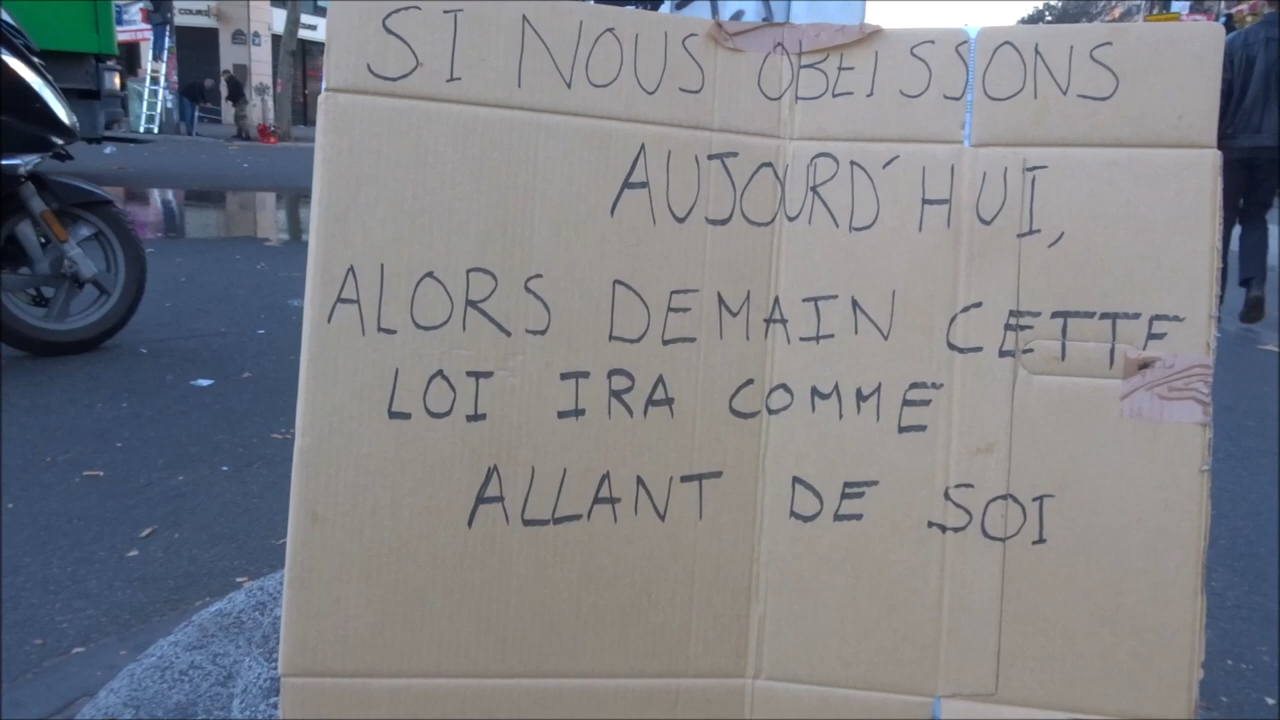 SI NOUS OBEISSONS
AUJOURD'HUI,
ALORS DEMAIN CETTE
LOI IRA COMME
ALLANT DE SOI